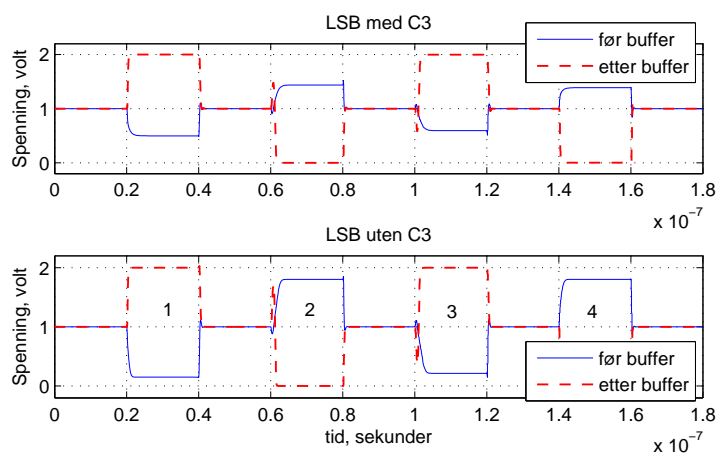 LSB med C3
Spenning, volt
2
1
0
før buffer
etter buffer
0 0.2 0.4 0.6 0.8 1 1.2 1.4 1.6 1.8
x 10⁻⁷
LSB uten C3
Spenning, volt
2
1
0
1 2 3 4
før buffer
etter buffer
0 0.2 0.4 0.6 0.8 1 1.2 1.4 1.6 1.8
tid, sekunder
x 10⁻⁷